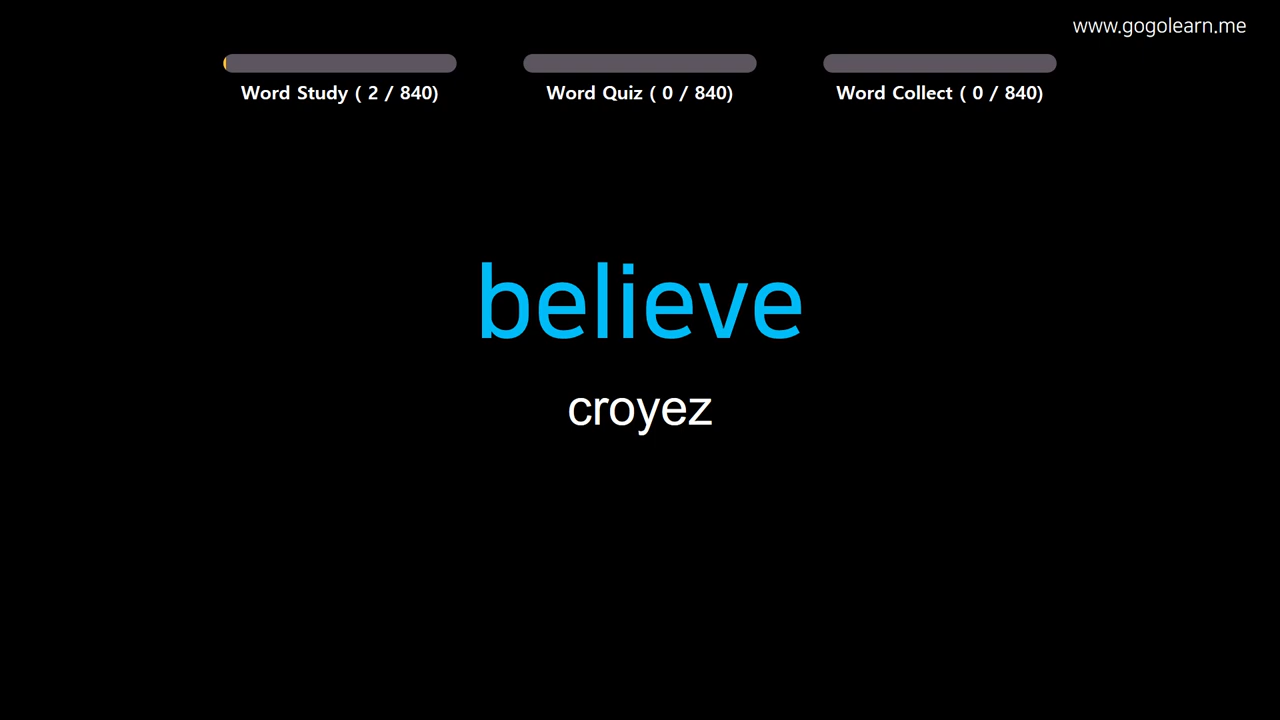 www.gogolearn.me
Word Study ( 2 / 840)
Word Quiz ( 0 / 840)
Word Collect ( 0 / 840)
believe
croyez